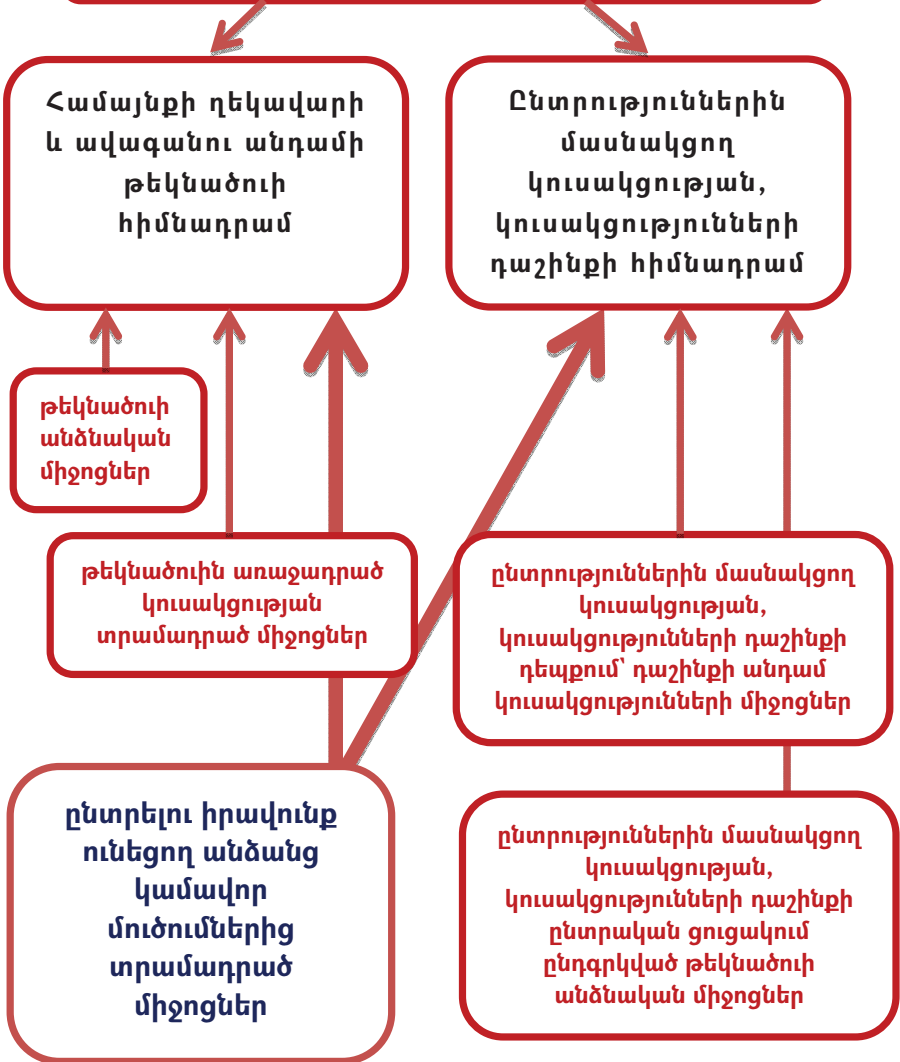 Համայնքի ղեկավարի
և ավագանու անդամի
թեկնածուի
հիմնադրամ
Ընտրություններին
մասնակցող
կուսակցության,
կուսակցությունների
դաշինքի հիմնադրամ
թեկնածուի
անձնական
միջոցներ
թեկնածուին առաջադրած
կուսակցության
տրամադրած միջոցներ
ընտրություններին մասնակցող
կուսակցության,
կուսակցությունների դաշինքի
դեպքում՝ դաշինքի անդամ
կուսակցությունների միջոցներ
ընտրելու իրավունք
ունեցող անձանց
կամավոր
մուծումներից
տրամադրած
միջոցներ
ընտրություններին մասնակցող
կուսակցության,
կուսակցությունների դաշինքի
ընտրական ցուցակում
ընդգրկված թեկնածուի
անձնական միջոցներ